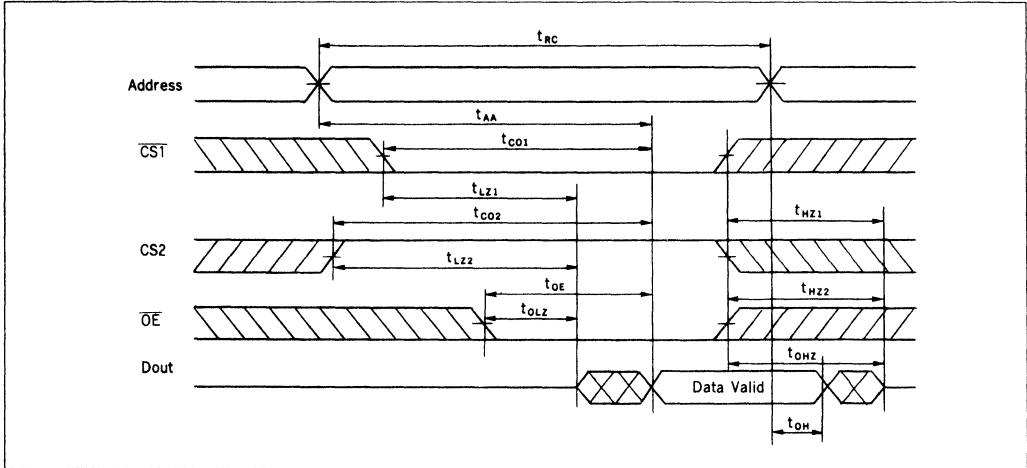 tRC
Address
tAA
CS1
tCO1
tLZ1
tCO2
tHZ1
CS2
tLZ2
tOE
tHZ2
OE
tOLZ
tOHZ
Dout
Data Valid
tOH